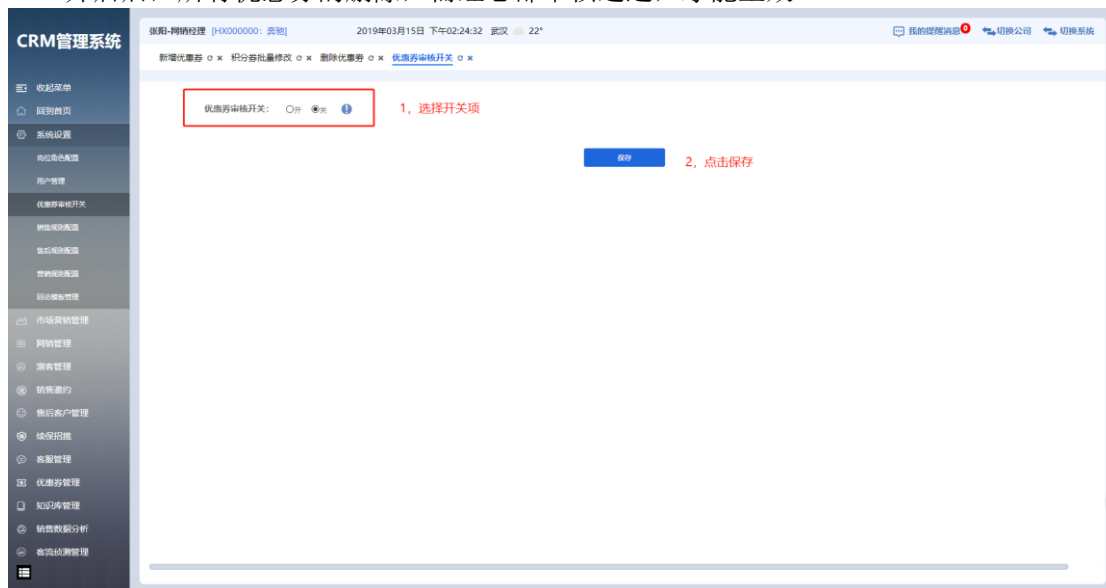 CRM管理系统
张阳-网销经理 [HX000000: 奔驰] 2019年03月15日 下午02:24:32 武汉 22° 我的提醒消息 0 切换公司 切换系统
新增优惠券 积分券批量修改 删除优惠券 优惠券审核开关
优惠券审核开关: 开 关 1, 选择开关项
保存 2, 点击保存
收起菜单
回到首页
系统设置
岗位角色配置
用户管理
优惠券审核开关
销售规则配置
售后规则配置
营销规则配置
回访模板管理
市场营销管理
网销管理
潜客管理
销售邀约
售后客户管理
续保招揽
客服管理
优惠券管理
知识库管理
销售数据分析
客流侦测管理